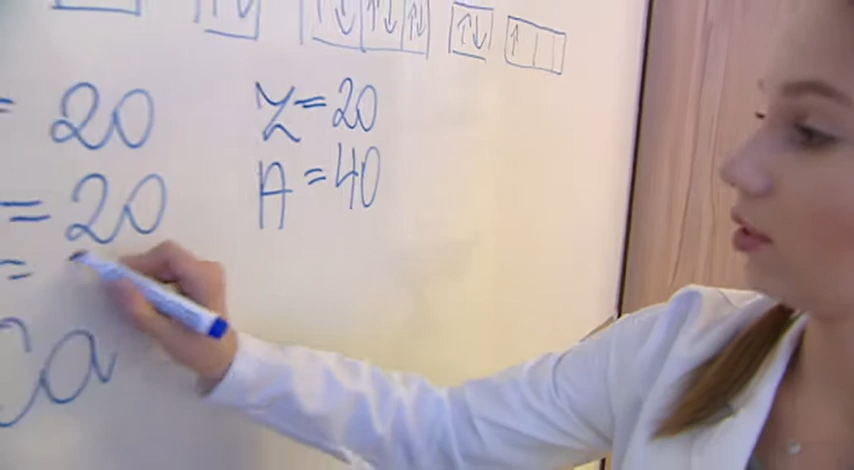 ↑↓ ↑↓ ↑↓ ↑↓ ↑
= 20 Z = 20
= 20 A = 40
=
Ca